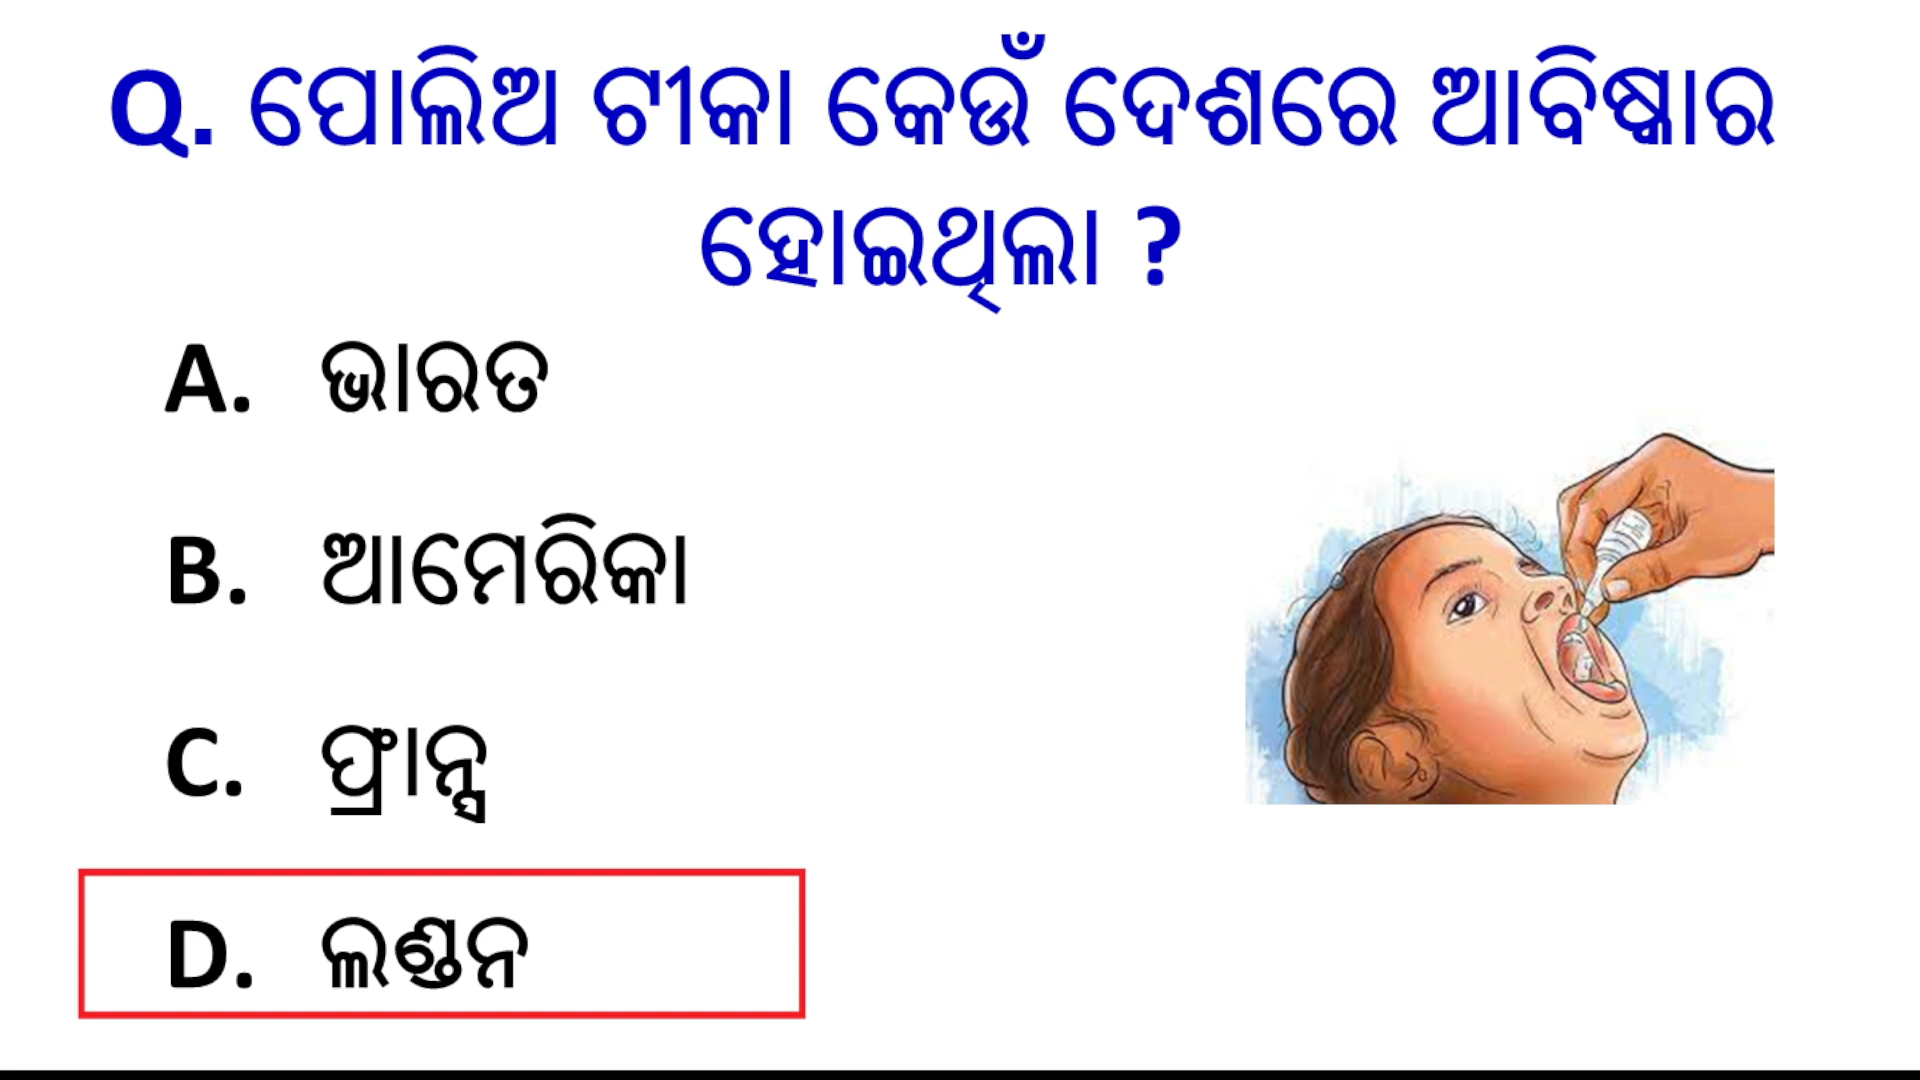 Q. ପୋଲିଅ ଟୀକା କେଉଁ ଦେଶରେ ଆବିଷ୍କାର
ହୋଇଥିଲା ?
A. ଭାରତ
B. ଆମେରିକା
C. ଫ୍ରାନ୍ସ
D. ଲଣ୍ଡନ